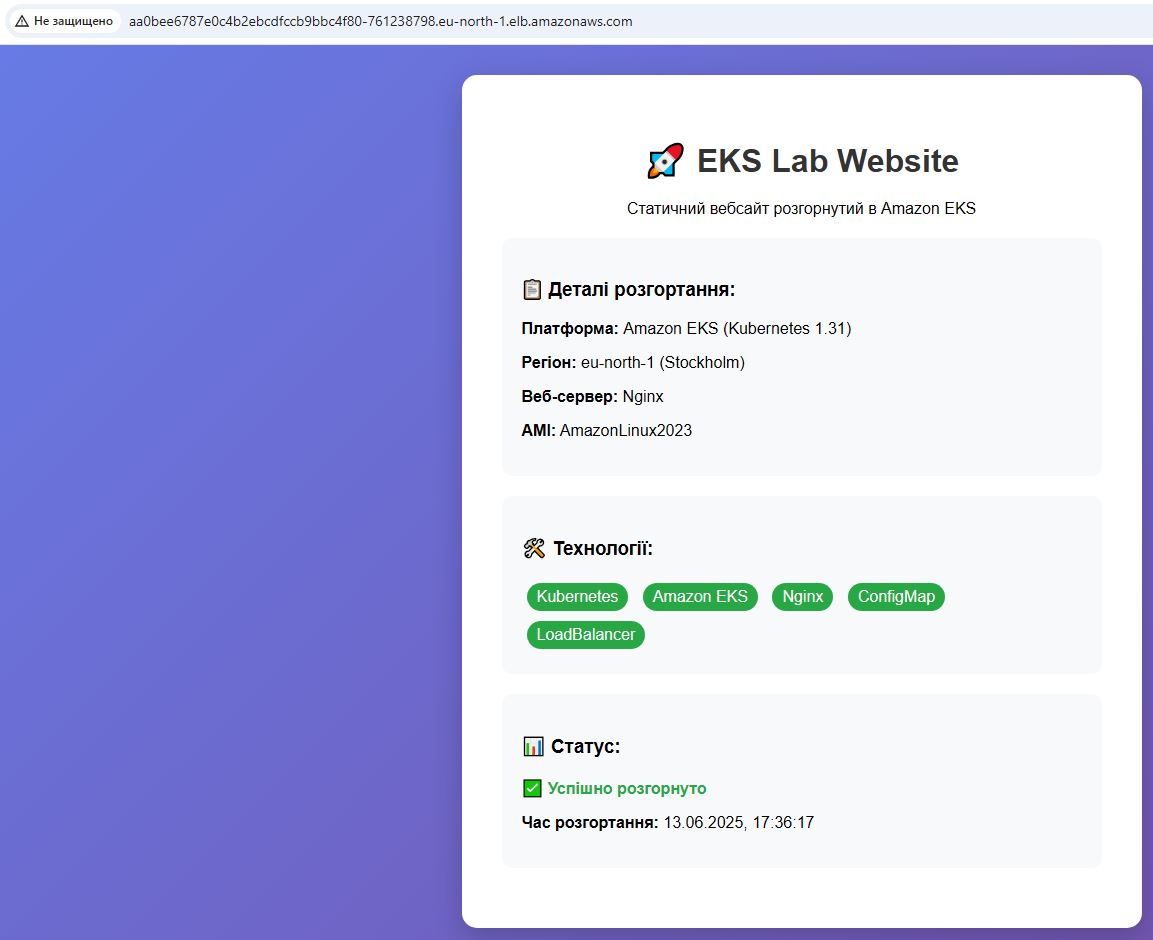 Не защищено aa0bee6787e0c4b2ebcdfccb9bbc4f80-761238798.eu-north-1.elb.amazonaws.com
EKS Lab Website
Статичний вебсайт розгорнутий в Amazon EKS
Деталі розгортання:
Платформа: Amazon EKS (Kubernetes 1.31)
Регіон: eu-north-1 (Stockholm)
Веб-сервер: Nginx
AMI: AmazonLinux2023
Технології:
Kubernetes Amazon EKS Nginx ConfigMap
LoadBalancer
Статус:
Успішно розгорнуто
Час розгортання: 13.06.2025, 17:36:17